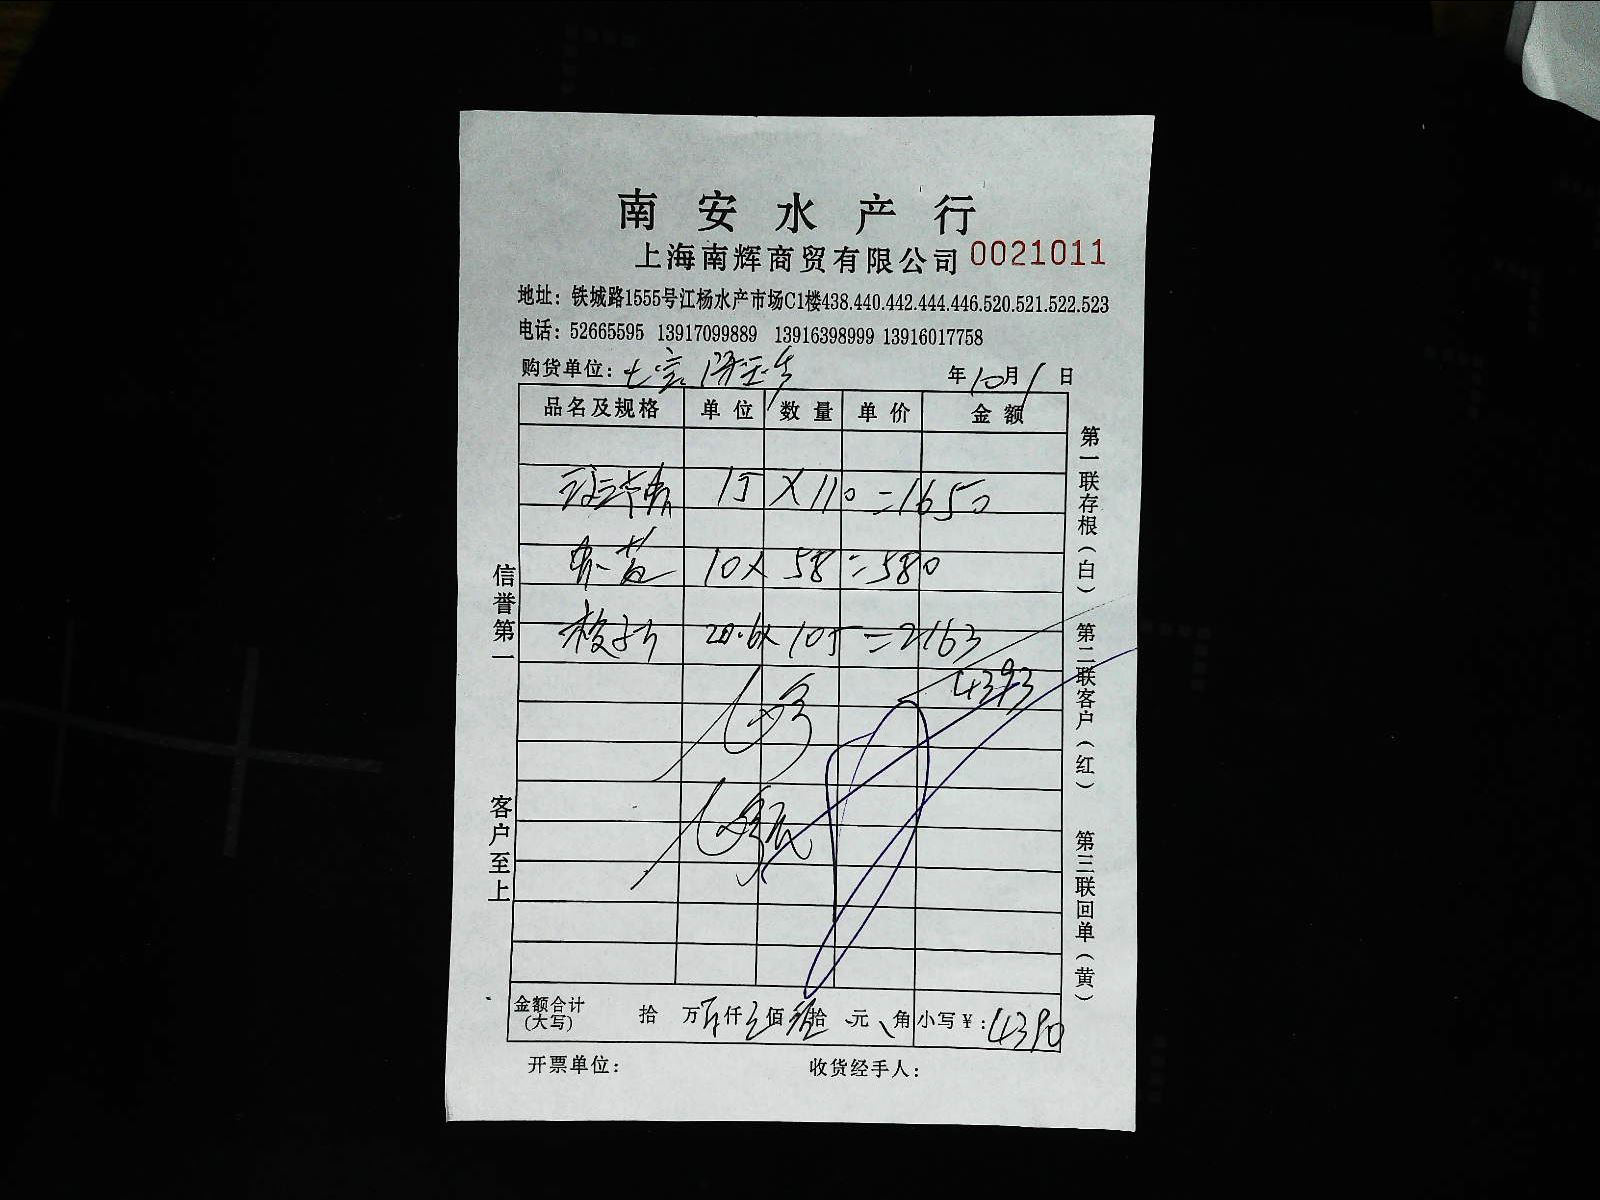 南安水产行
上海南辉商贸有限公司 0021011
地址：铁城路1555号江杨水产市场C1楼438.440.442.444.446.520.521.522.523
电话：52665595 13917099889 13916398999 13916017758
购货单位：
年10月1日
品名及规格 单位 数量 单价 金额
15×110=1650
10×58=580
20.6×105=2163
4393
金额合计(大写) 拾 万 仟 佰 拾 元 角 小写￥：4390
开票单位： 收货经手人：
信誉第一
客户至上
第一联存根（白） 第二联客户（红） 第三联回单（黄）